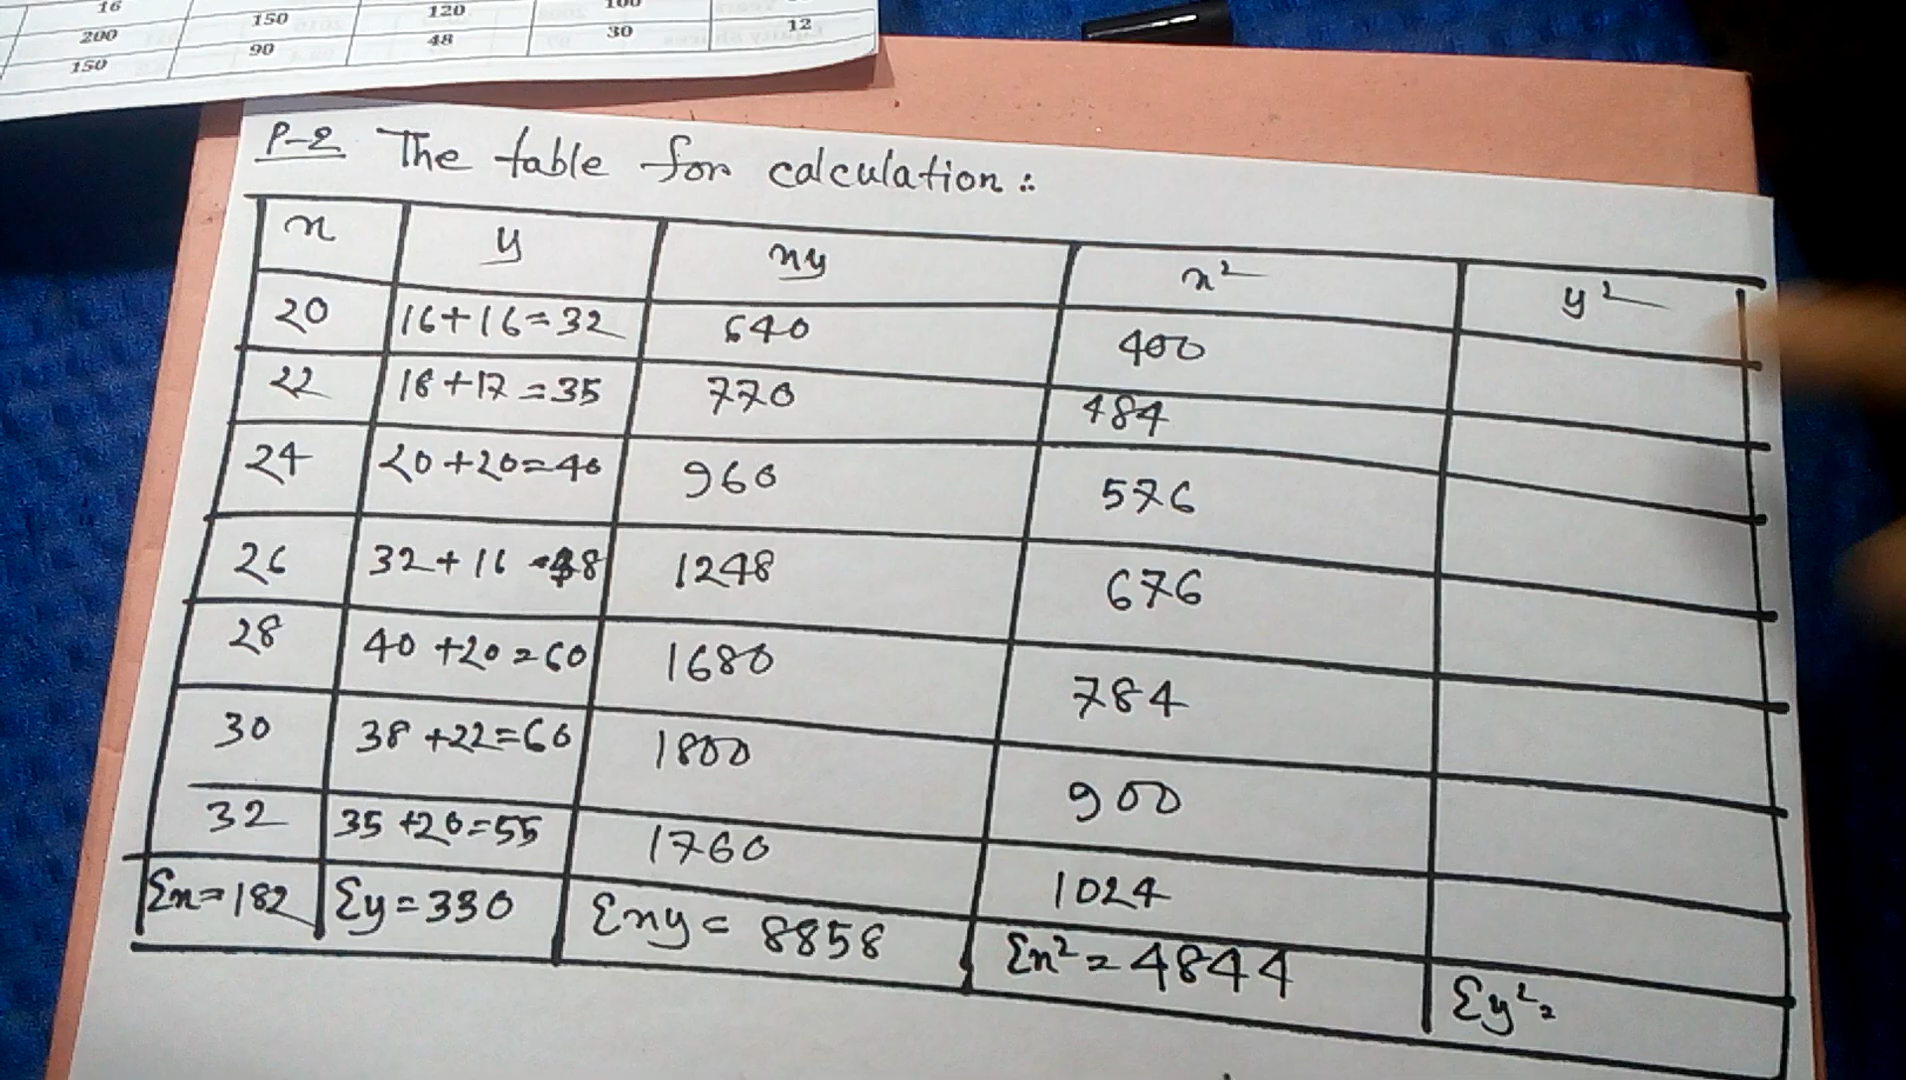 16 120 100
200 150 48 30 12
150 90
P-2 The table for calculation:
x y xy x² y²
20 16+16=32 640 400
22 18+17=35 770 484
24 20+20=40 960 576
26 32+16=48 1248 676
28 40+20=60 1680 784
30 38+22=60 1800 900
32 35+20=55 1760 1024
Σx=182 Σy=330 Σxy= 8858 Σx²=4844 Σy²=